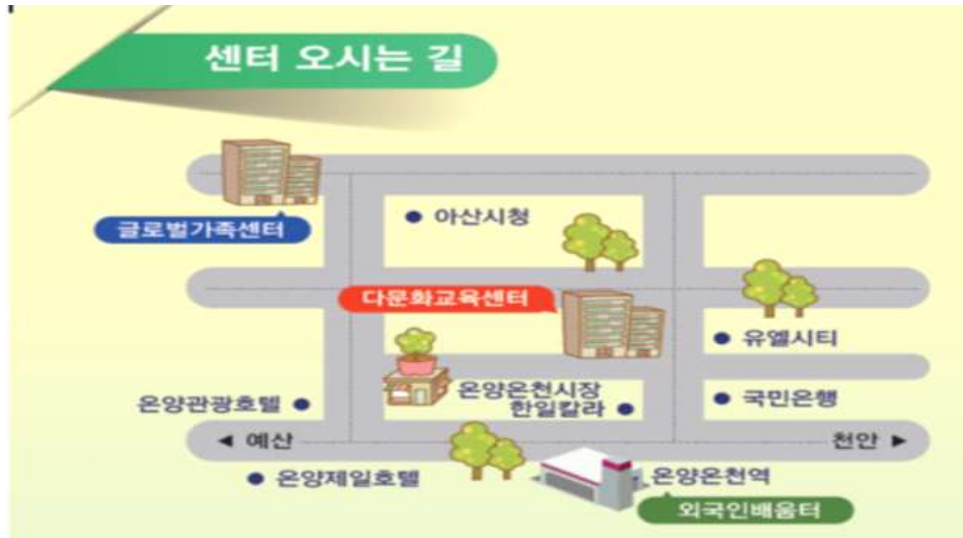 센터 오시는 길
글로벌가족센터
아산시청
다문화교육센터
유엘시티
온양온천시장
한일칼라
온양관광호텔
국민은행
◀ 예산
천안 ▶
온양제일호텔
온양온천역
외국인배움터